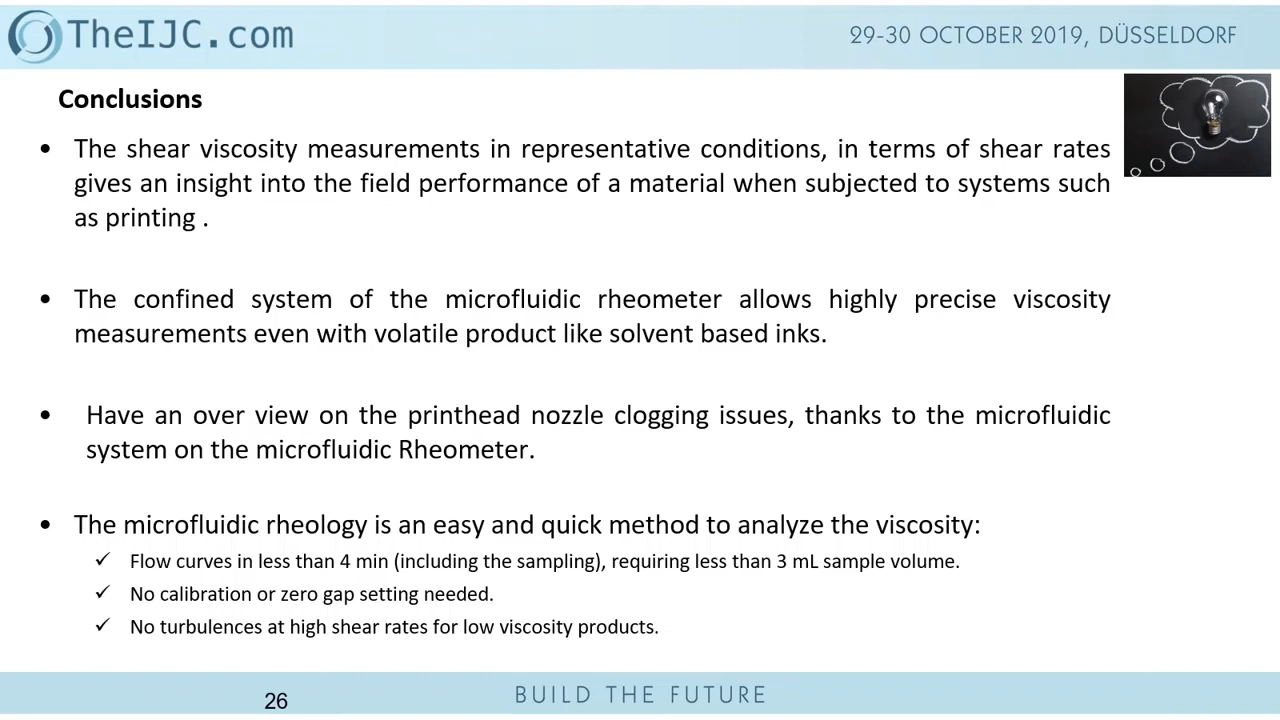 TheIJC.com
29-30 OCTOBER 2019, DÜSSELDORF
Conclusions
• The shear viscosity measurements in representative conditions, in terms of shear rates
gives an insight into the field performance of a material when subjected to systems such
as printing .
• The confined system of the microfluidic rheometer allows highly precise viscosity
measurements even with volatile product like solvent based inks.
• Have an over view on the printhead nozzle clogging issues, thanks to the microfluidic
system on the microfluidic Rheometer.
• The microfluidic rheology is an easy and quick method to analyze the viscosity:
✓ Flow curves in less than 4 min (including the sampling), requiring less than 3 mL sample volume.
✓ No calibration or zero gap setting needed.
✓ No turbulences at high shear rates for low viscosity products.
26
BUILD THE FUTURE